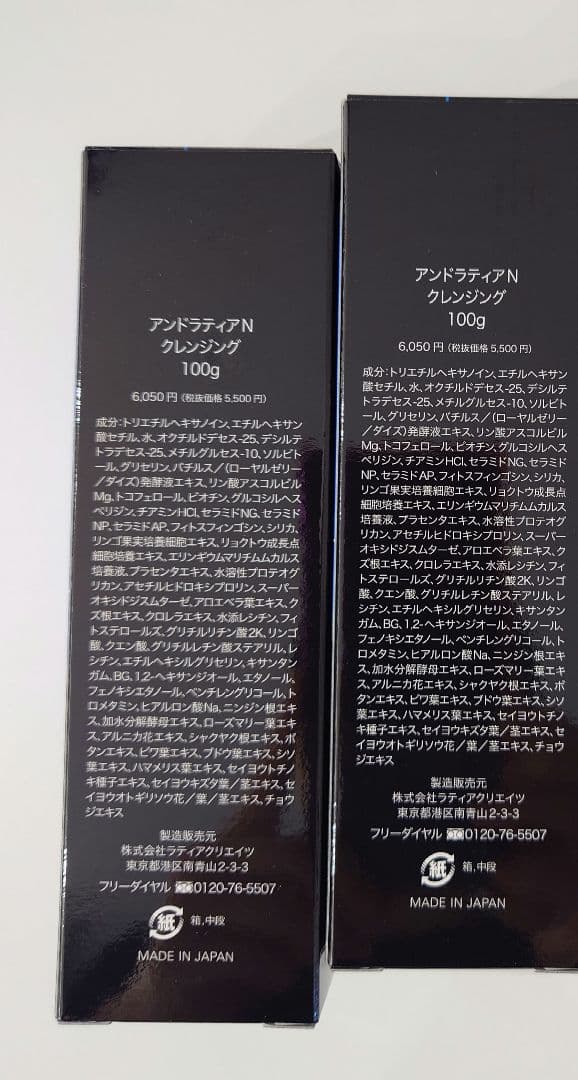 アンドラティアN
クレンジング
100g
6,050円(税抜価格5,500円)
成分:トリエチルヘキサノイン、エチルヘキサン
酸セチル、水、オクチルドデセス-25、デシルテ
トラデセス-25、メチルグルセス-10、ソルビト
ール、グリセリン、バチルス/(ローヤルゼリー
/ダイズ)発酵液エキス、リン酸アスコルビル
Mg、トコフェロール、ビオチン、グルコシルヘス
ペリジン、チアミンHCl、セラミドNG、セラミド
NP、セラミドAP、フィトスフィンゴシン、シリカ、
リンゴ果実培養細胞エキス、リョクトウ成長点
細胞培養エキス、エリンギウムマリチムムカルス
培養液、プラセンタエキス、水溶性プロテオグ
リカン、アセチルヒドロキシプロリン、スーパー
オキシドジスムターゼ、アロエベラ葉エキス、ク
ズ根エキス、クロレラエキス、水添レシチン、フィ
トステロールズ、グリチルリチン酸2K、リンゴ
酸、クエン酸、グリチルレチン酸ステアリル、レ
シチン、エチルヘキシルグリセリン、キサンタン
ガム、BG、1,2-ヘキサンジオール、エタノール、
フェノキシエタノール、ペンチレングリコール、ト
ロメタミン、ヒアルロン酸Na、ニンジン根エキ
ス、加水分解酵母エキス、ローズマリー葉エキ
ス、アルニカ花エキス、シャクヤク根エキス、ボ
タンエキス、ビワ葉エキス、ブドウ葉エキス、シソ
葉エキス、ハマメリス葉エキス、セイヨウトチノ
キ種子エキス、セイヨウキズタ葉/茎エキス、セ
イヨウオトギリソウ花/葉/茎エキス、チョウ
ジエキス
製造販売元
株式会社ラティアクリエイツ
東京都港区南青山2-3-3
フリーダイヤル 0120-76-5507
紙 箱、中段
MADE IN JAPAN
アンドラティアN
クレンジング
100g
6,050円(税抜価格5,500円)
成分:トリエチルヘキサノイン、エチルヘキサン
酸セチル、水、オクチルドデセス-25、デシルテ
トラデセス-25、メチルグルセス-10、ソルビト
ール、グリセリン、バチルス/(ローヤルゼリー
/ダイズ)発酵液エキス、リン酸アスコルビル
Mg、トコフェロール、ビオチン、グルコシルヘス
ペリジン、チアミンHCl、セラミドNG、セラミド
NP、セラミドAP、フィトスフィンゴシン、シリカ、
リンゴ果実培養細胞エキス、リョクトウ成長点
細胞培養エキス、エリンギウムマリチムムカルス
培養液、プラセンタエキス、水溶性プロテオグリ
カン、アセチルヒドロキシプロリン、スーパー
オキシドジスムターゼ、アロエベラ葉エキス、ク
ズ根エキス、クロレラエキス、水添レシチン、フィ
トステロールズ、グリチルリチン酸2K、リンゴ
酸、クエン酸、グリチルレチン酸ステアリル、レ
シチン、エチルヘキシルグリセリン、キサンタン
ガム、BG、1,2-ヘキサンジオール、エタノール、
フェノキシエタノール、ペンチレングリコール、ト
ロメタミン、ヒアルロン酸Na、ニンジン根エキ
ス、加水分解酵母エキス、ローズマリー葉エキ
ス、アルニカ花エキス、シャクヤク根エキス、ボ
タンエキス、ビワ葉エキス、ブドウ葉エキス、シソ
葉エキス、ハマメリス葉エキス、セイヨウトチノ
キ種子エキス、セイヨウキズタ葉/茎エキス、セ
イヨウオトギリソウ花/葉/茎エキス、チョウ
ジエキス
製造販売元
株式会社ラティアクリエイツ
東京都港区南青山2-3-3
フリーダイヤル 0120-76-5507
紙 箱、中段
MADE IN JAPAN